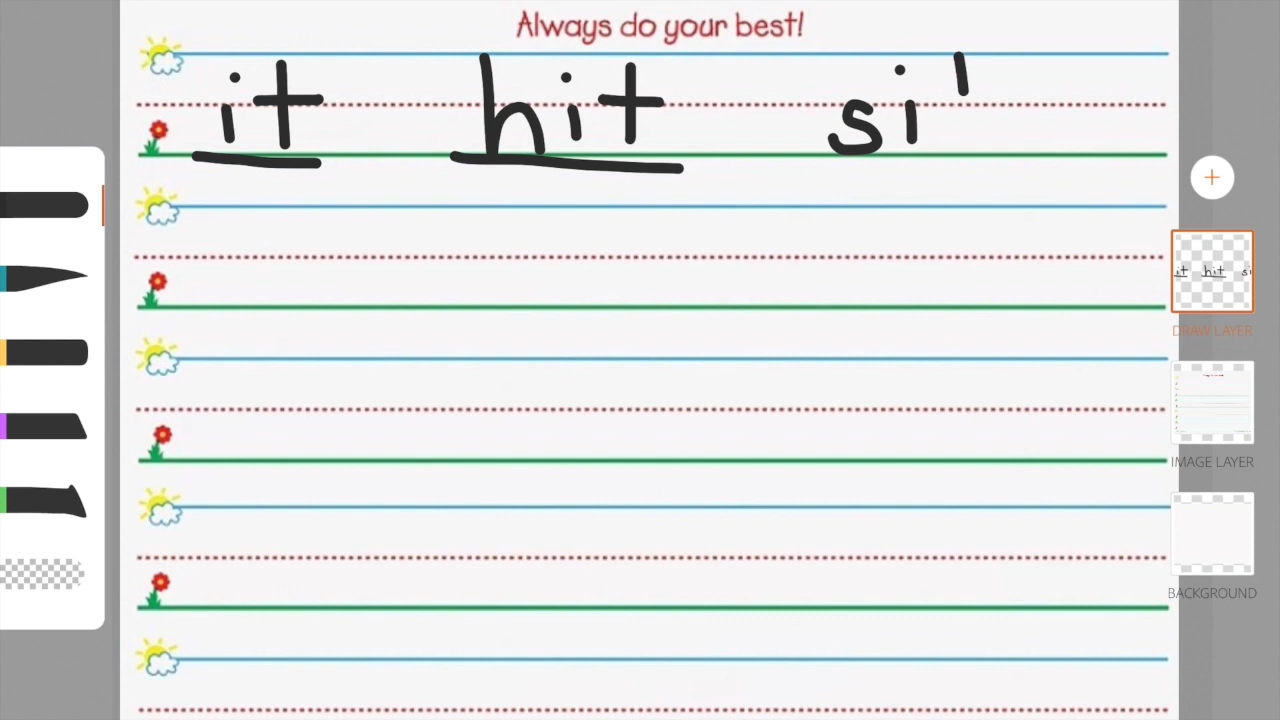 Always do your best!
it hit si'
DRAW LAYER
IMAGE LAYER
BACKGROUND